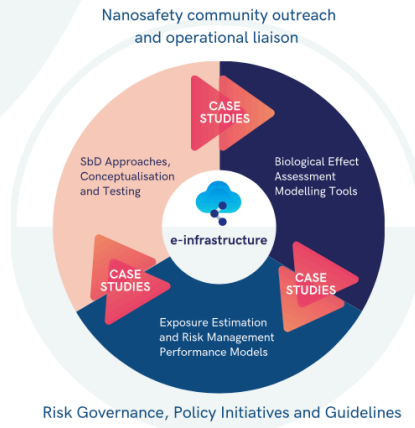 Nanosafety community outreach
and operational liaison
CASE
STUDIES
SbD Approaches,
Conceptualisation
and Testing
Biological Effect
Assessment
Modelling Tools
e-infrastructure
CASE
STUDIES
CASE
STUDIES
Exposure Estimation
and Risk Management
Performance Models
Risk Governance, Policy Initiatives and Guidelines